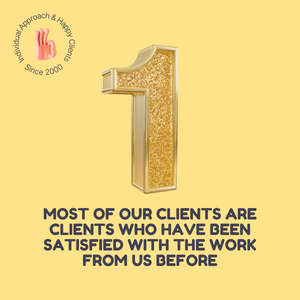 Individual Approach & Happy Clients
Since 2000
1
MOST OF OUR CLIENTS ARE
CLIENTS WHO HAVE BEEN
SATISFIED WITH THE WORK
FROM US BEFORE